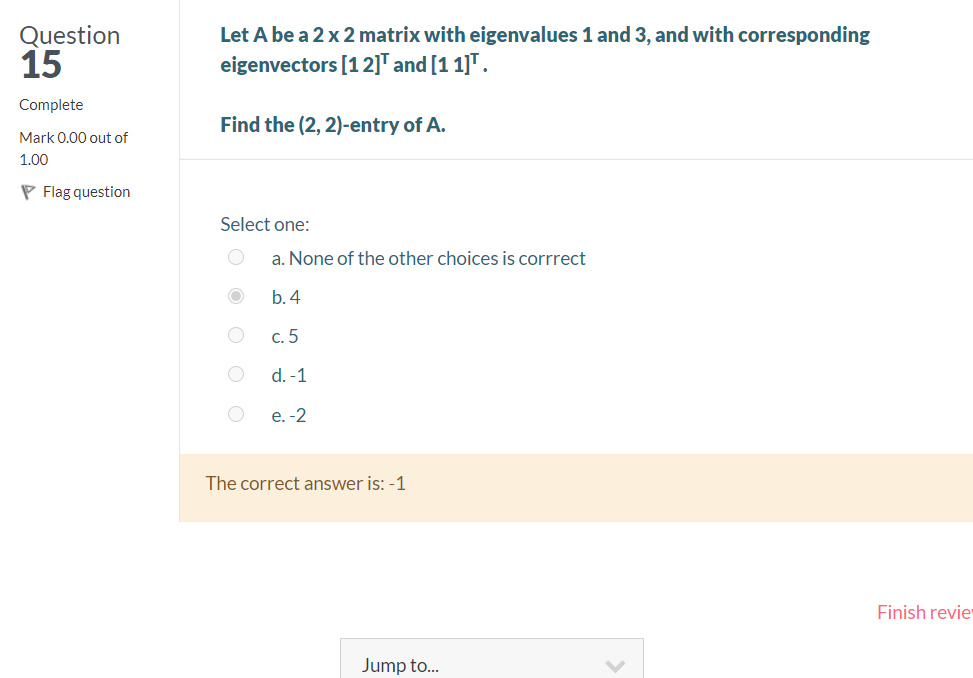 Question
15
Complete
Mark 0.00 out of
1.00
Flag question
Let A be a 2 x 2 matrix with eigenvalues 1 and 3, and with corresponding
eigenvectors [1 2]ᵀ and [1 1]ᵀ .
Find the (2, 2)-entry of A.
Select one:
a. None of the other choices is corrrect
b. 4
c. 5
d. -1
e. -2
The correct answer is: -1
Finish revie
Jump to...